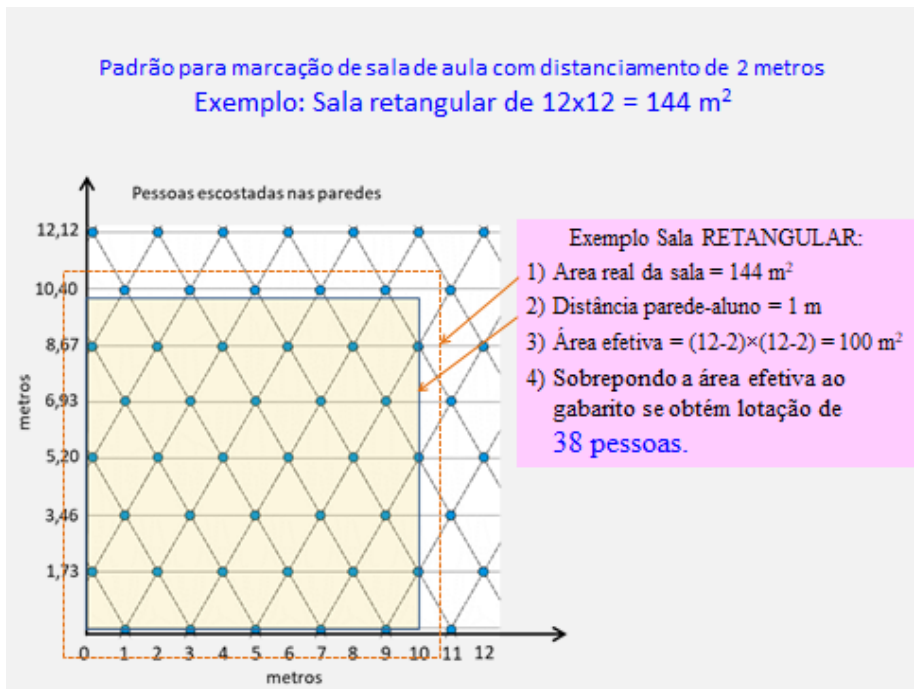 Padrão para marcação de sala de aula com distanciamento de 2 metros
Exemplo: Sala retangular de 12x12 = 144 m²
Pessoas escostadas nas paredes
12,12
10,40
8,67
6,93
5,20
3,46
1,73
metros
0 1 2 3 4 5 6 7 8 9 10 11 12
metros
Exemplo Sala RETANGULAR:
1) Area real da sala = 144 m²
2) Distância parede-aluno = 1 m
3) Área efetiva = (12-2)×(12-2) = 100 m²
4) Sobrepondo a área efetiva ao
gabarito se obtém lotação de
38 pessoas.